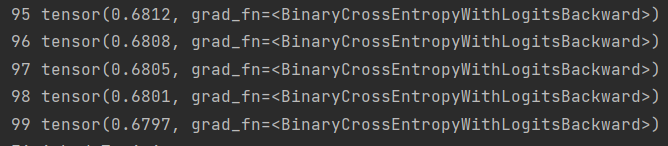 95 tensor(0.6812, grad_fn=<BinaryCrossEntropyWithLogitsBackward>)
96 tensor(0.6808, grad_fn=<BinaryCrossEntropyWithLogitsBackward>)
97 tensor(0.6805, grad_fn=<BinaryCrossEntropyWithLogitsBackward>)
98 tensor(0.6801, grad_fn=<BinaryCrossEntropyWithLogitsBackward>)
99 tensor(0.6797, grad_fn=<BinaryCrossEntropyWithLogitsBackward>)